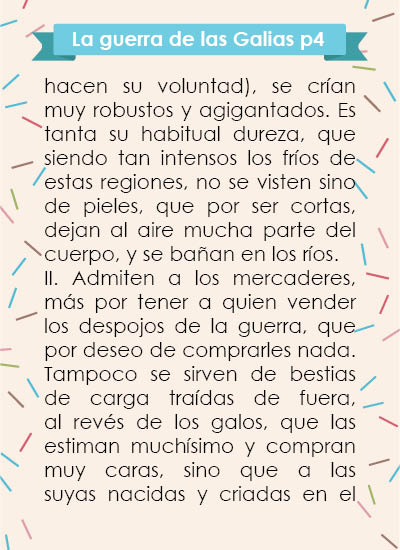 La guerra de las Galias p4
hacen su voluntad), se crían
muy robustos y agigantados. Es
tanta su habitual dureza, que
siendo tan intensos los fríos de
estas regiones, no se visten sino
de pieles, que por ser cortas,
dejan al aire mucha parte del
cuerpo, y se bañan en los ríos.
II. Admiten a los mercaderes,
más por tener a quien vender
los despojos de la guerra, que
por deseo de comprarles nada.
Tampoco se sirven de bestias
de carga traídas de fuera,
al revés de los galos, que las
estiman muchísimo y compran
muy caras, sino que a las
suyas nacidas y criadas en el